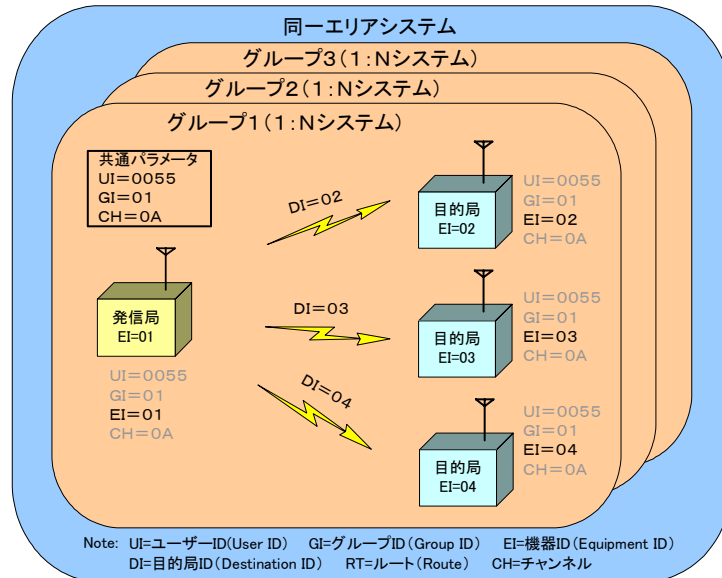 同一エリアシステム
グループ3(1:Nシステム)
グループ2(1:Nシステム)
グループ1(1:Nシステム)
共通パラメータ
UI=0055
GI=01
CH=0A
発信局
EI=01
UI=0055
GI=01
EI=01
CH=0A
DI=02
DI=03
DI=04
目的局
EI=02
UI=0055
GI=01
EI=02
CH=0A
目的局
EI=03
UI=0055
GI=01
EI=03
CH=0A
目的局
EI=04
UI=0055
GI=01
EI=04
CH=0A
Note: UI=ユーザーID(User ID) GI=グループID(Group ID) EI=機器ID(Equipment ID)
DI=目的局ID(Destination ID) RT=ルート(Route) CH=チャンネル